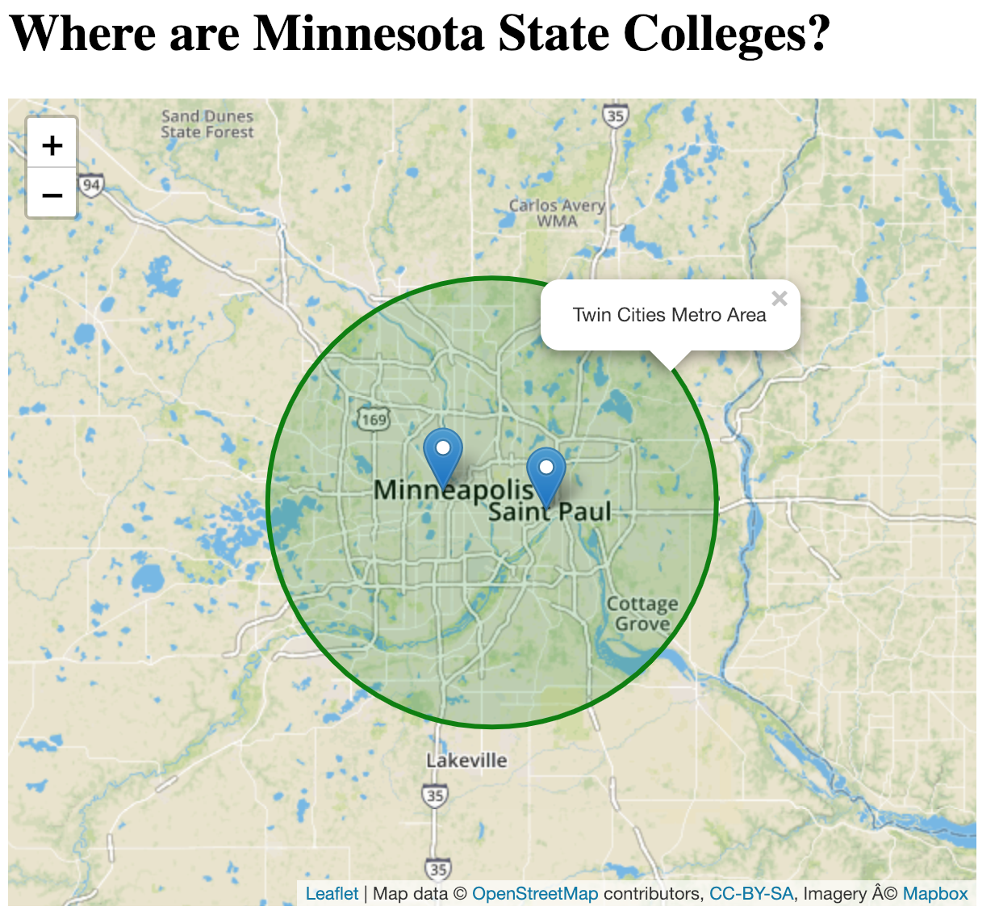 Where are Minnesota State Colleges?
Sand Dunes
State Forest
35
+
94
−
Carlos Avery
WMA
×
Twin Cities Metro Area
169
Minneapolis
Saint Paul
Cottage
Grove
Lakeville
35
35
Leaflet | Map data © OpenStreetMap contributors, CC-BY-SA, Imagery Â© Mapbox